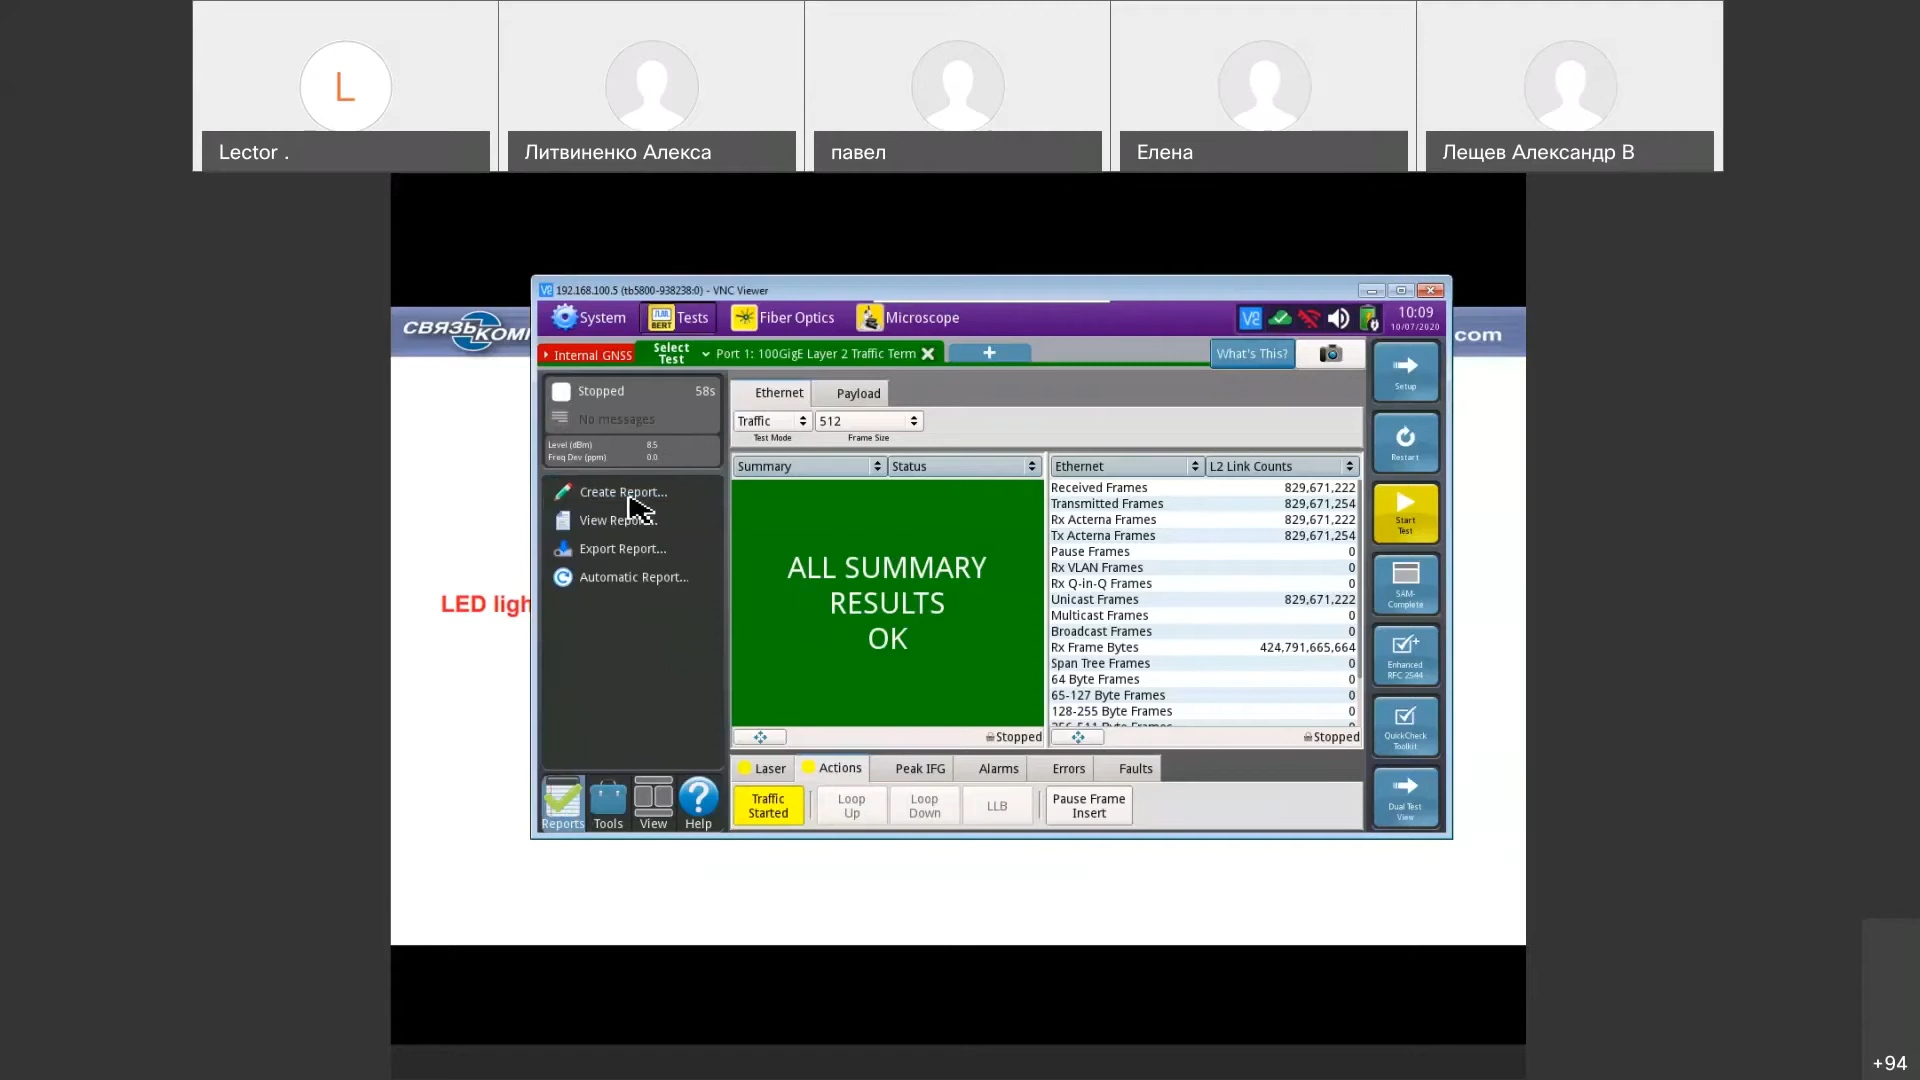 L
Lector .
Литвиненко Алекса
павел
Елена
Лещев Александр В
СВЯЗЬ
КОМ
com
LED ligh
192.168.100.5 (tb5800-938238:0) - VNC Viewer
System
Tests
BERT
Fiber Optics
Microscope
10:09
10/07/2020
Internal GNSS
Select
Test
Port 1: 100GigE Layer 2 Traffic Term
What's This?
Stopped 58s
No messages
Level (dBm) 8.5
Freq Dev (ppm) 0.0
Create Report...
View
Export Report...
Automatic Report...
Reports
Tools
View
Help
Ethernet
Payload
Traffic
512
Test Mode
Frame Size
Summary
Status
Ethernet
L2 Link Counts
ALL SUMMARY
RESULTS
OK
Received Frames 829,671,222
Transmitted Frames 829,671,254
Rx Acterna Frames 829,671,222
Tx Acterna Frames 829,671,254
Pause Frames 0
Rx VLAN Frames 0
Rx Q-in-Q Frames 0
Unicast Frames 829,671,222
Multicast Frames 0
Broadcast Frames 0
Rx Frame Bytes 424,791,665,664
Span Tree Frames 0
64 Byte Frames 0
65-127 Byte Frames 0
128-255 Byte Frames 0
Stopped
Stopped
Laser
Actions
Peak IFG
Alarms
Errors
Faults
Traffic
Started
Loop
Up
Loop
Down
LLB
Pause Frame
Insert
Setup
Restart
Start
Test
SAM-
Complete
Enhanced
RFC 2544
QuickCheck
Toolkit
Dual Test
View
+94